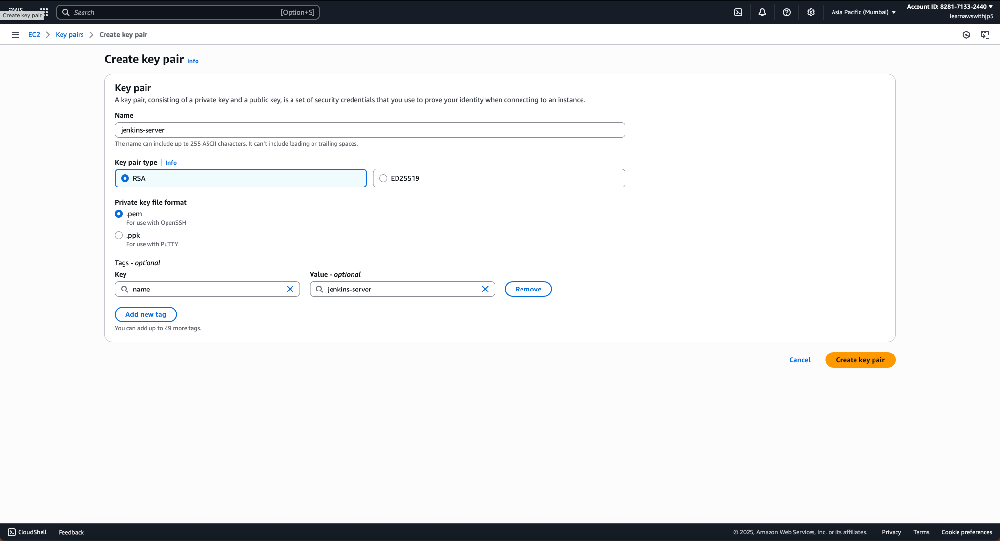 aws
Create key pair
Search [Option+S] Asia Pacific (Mumbai) Account ID: 8281-7133-2440
learnawswithjp5
EC2 Key pairs Create key pair
Create key pair Info
Key pair
A key pair, consisting of a private key and a public key, is a set of security credentials that you use to prove your identity when connecting to an instance.
Name
jenkins-server
The name can include up to 255 ASCII characters. It can't include leading or trailing spaces.
Key pair type Info
RSA ED25519
Private key file format
.pem
For use with OpenSSH
.ppk
For use with PuTTY
Tags - optional
Key Value - optional
name jenkins-server Remove
Add new tag
You can add up to 49 more tags.
Cancel Create key pair
CloudShell Feedback © 2025, Amazon Web Services, Inc. or its affiliates. Privacy Terms Cookie preferences